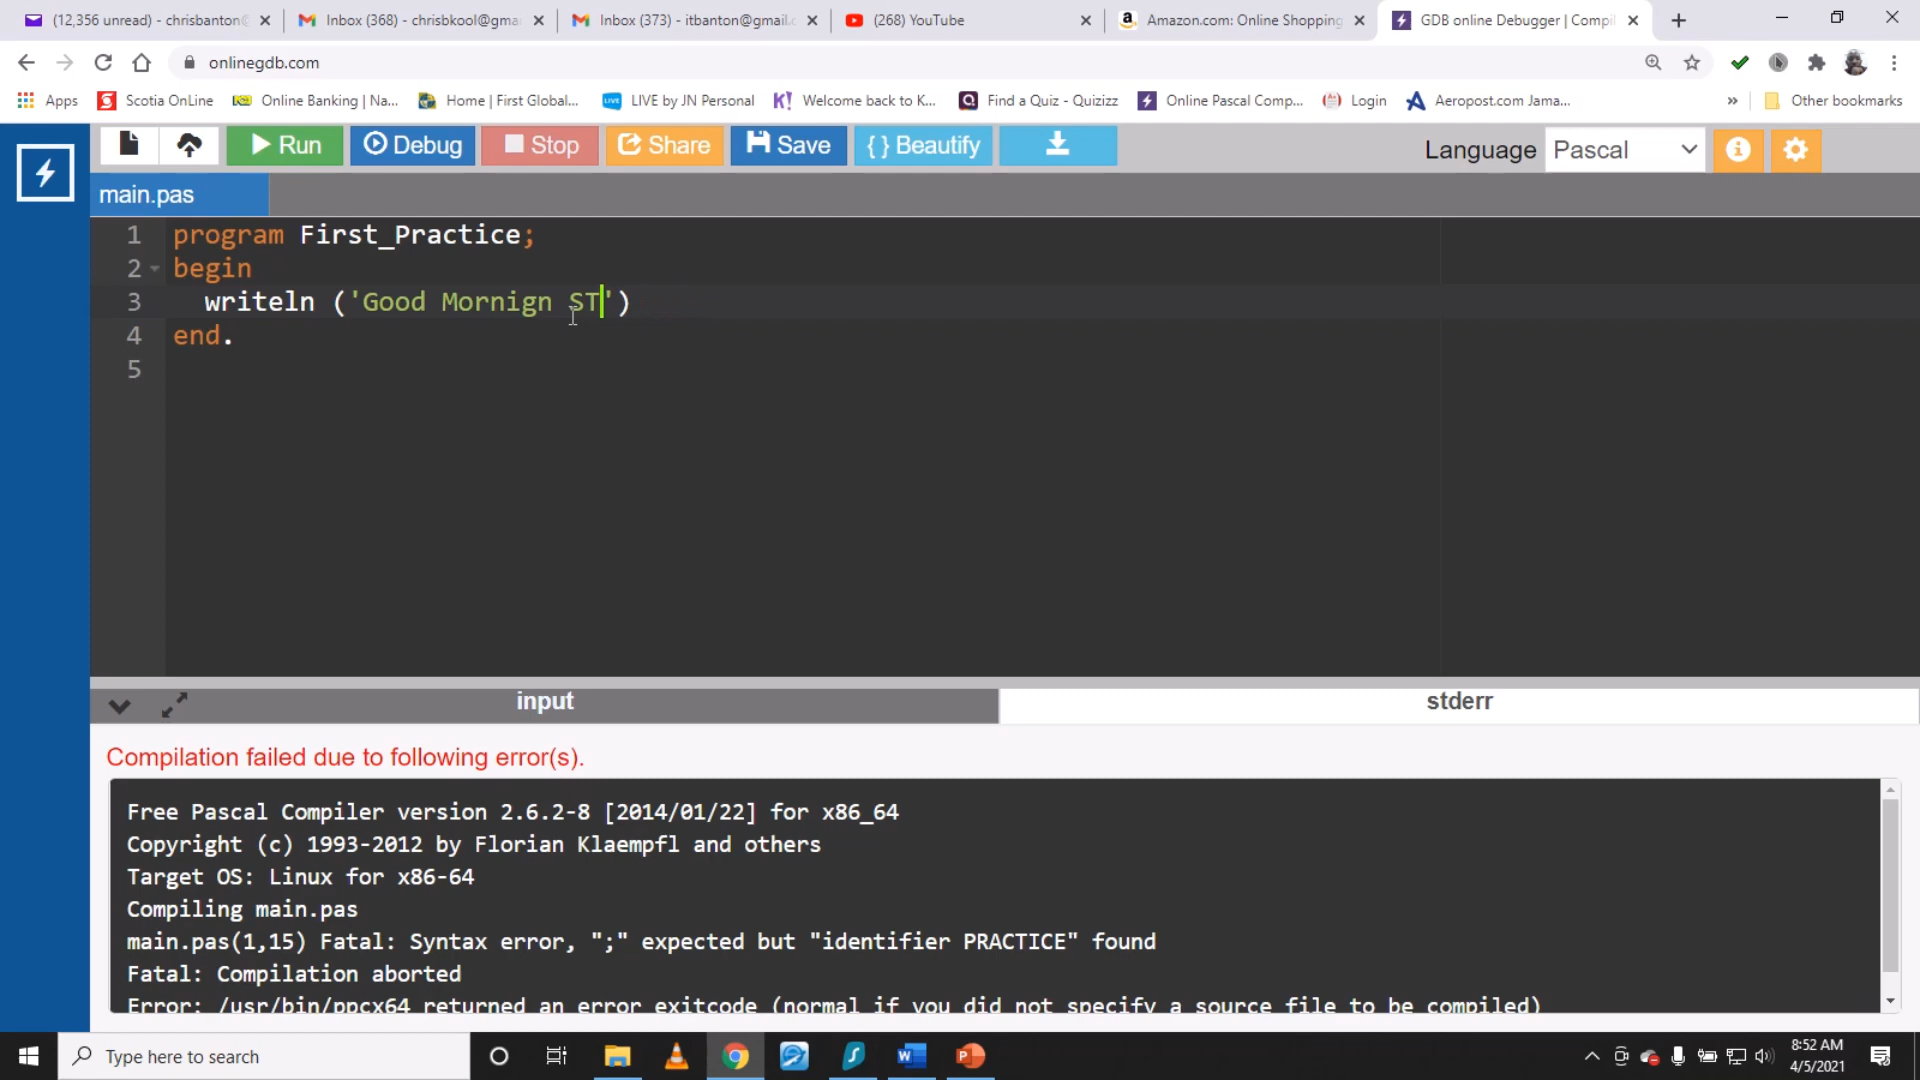 (12,356 unread) - chrisbanton@
Inbox (368) - chrisbkool@gma
Inbox (373) - itbanton@gmail.c
(268) YouTube
Amazon.com: Online Shopping
GDB online Debugger | Compil
onlinegdb.com
Apps
Scotia OnLine
Online Banking | Na...
Home | First Global...
LIVE by JN Personal
Welcome back to K...
Find a Quiz - Quizizz
Online Pascal Comp...
Login
Aeropost.com Jama...
Other bookmarks
Run
Debug
Stop
Share
Save
{ } Beautify
Language Pascal
main.pas
1 program First_Practice;
2 begin
3 writeln ('Good Mornign ST')
4 end.
5
input
stderr
Compilation failed due to following error(s).
Free Pascal Compiler version 2.6.2-8 [2014/01/22] for x86_64
Copyright (c) 1993-2012 by Florian Klaempfl and others
Target OS: Linux for x86-64
Compiling main.pas
main.pas(1,15) Fatal: Syntax error, ";" expected but "identifier PRACTICE" found
Fatal: Compilation aborted
Error: /usr/bin/ppcx64 returned an error exitcode (normal if you did not specify a source file to be compiled)
Type here to search
8:52 AM
4/5/2021